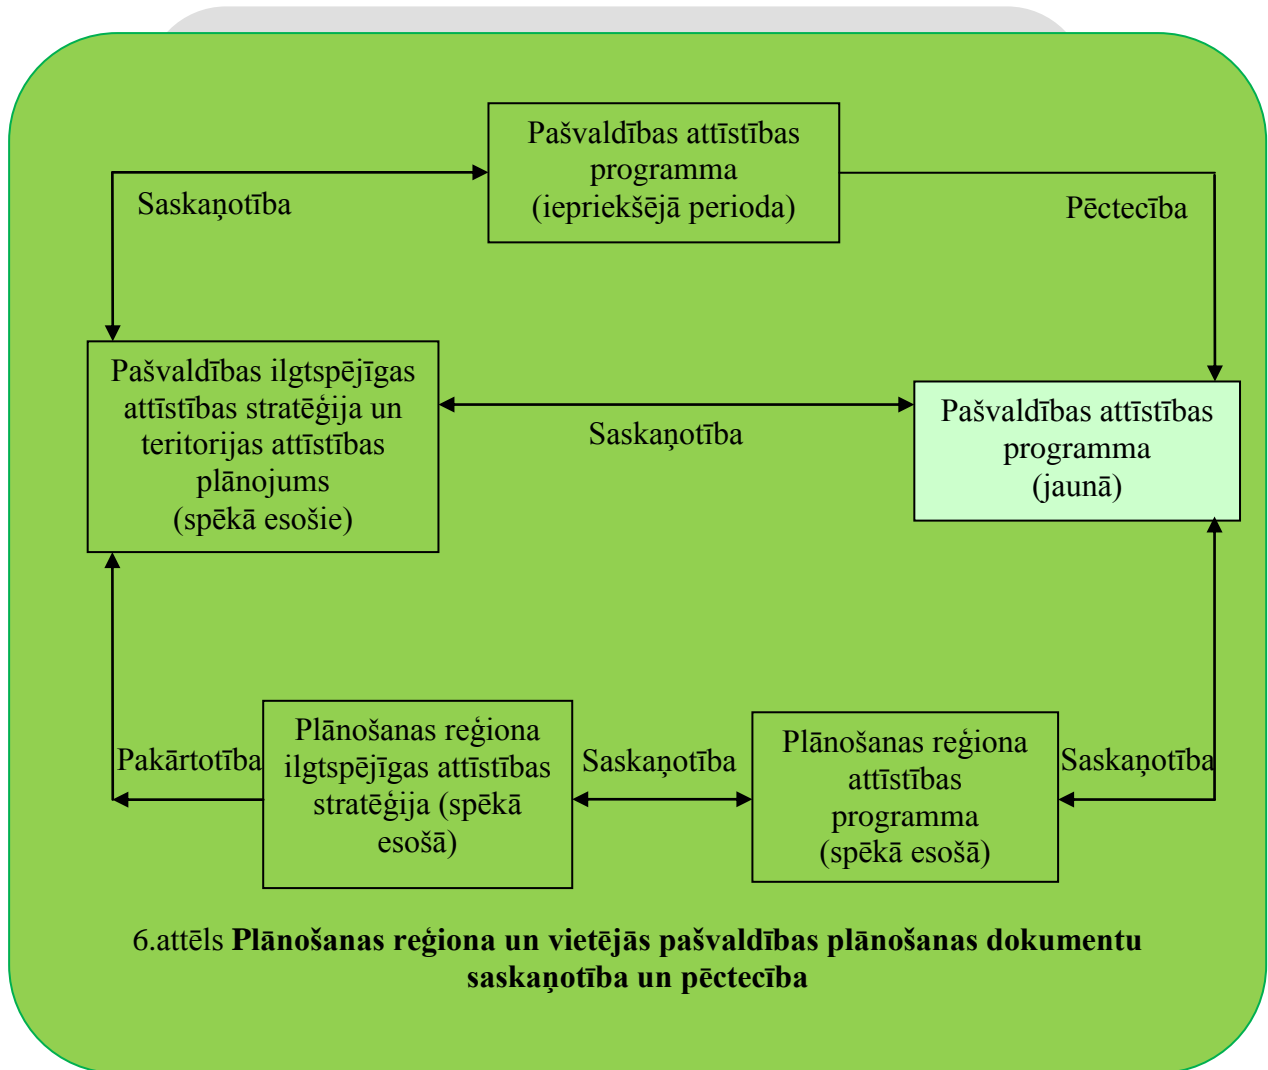 Pašvaldības attīstības
programma
(iepriekšējā perioda)
Saskaņotība
Pēctecība
Pašvaldības ilgtspējīgas
attīstības stratēģija un
teritorijas attīstības
plānojums
(spēkā esošie)
Saskaņotība
Pašvaldības attīstības
programma
(jaunā)
Pakārtotība
Plānošanas reģiona
ilgtspējīgas attīstības
stratēģija (spēkā
esošā)
Saskaņotība
Plānošanas reģiona
attīstības
programma
(spēkā esošā)
Saskaņotība
6.attēls Plānošanas reģiona un vietējās pašvaldības plānošanas dokumentu
saskaņotība un pēctecība